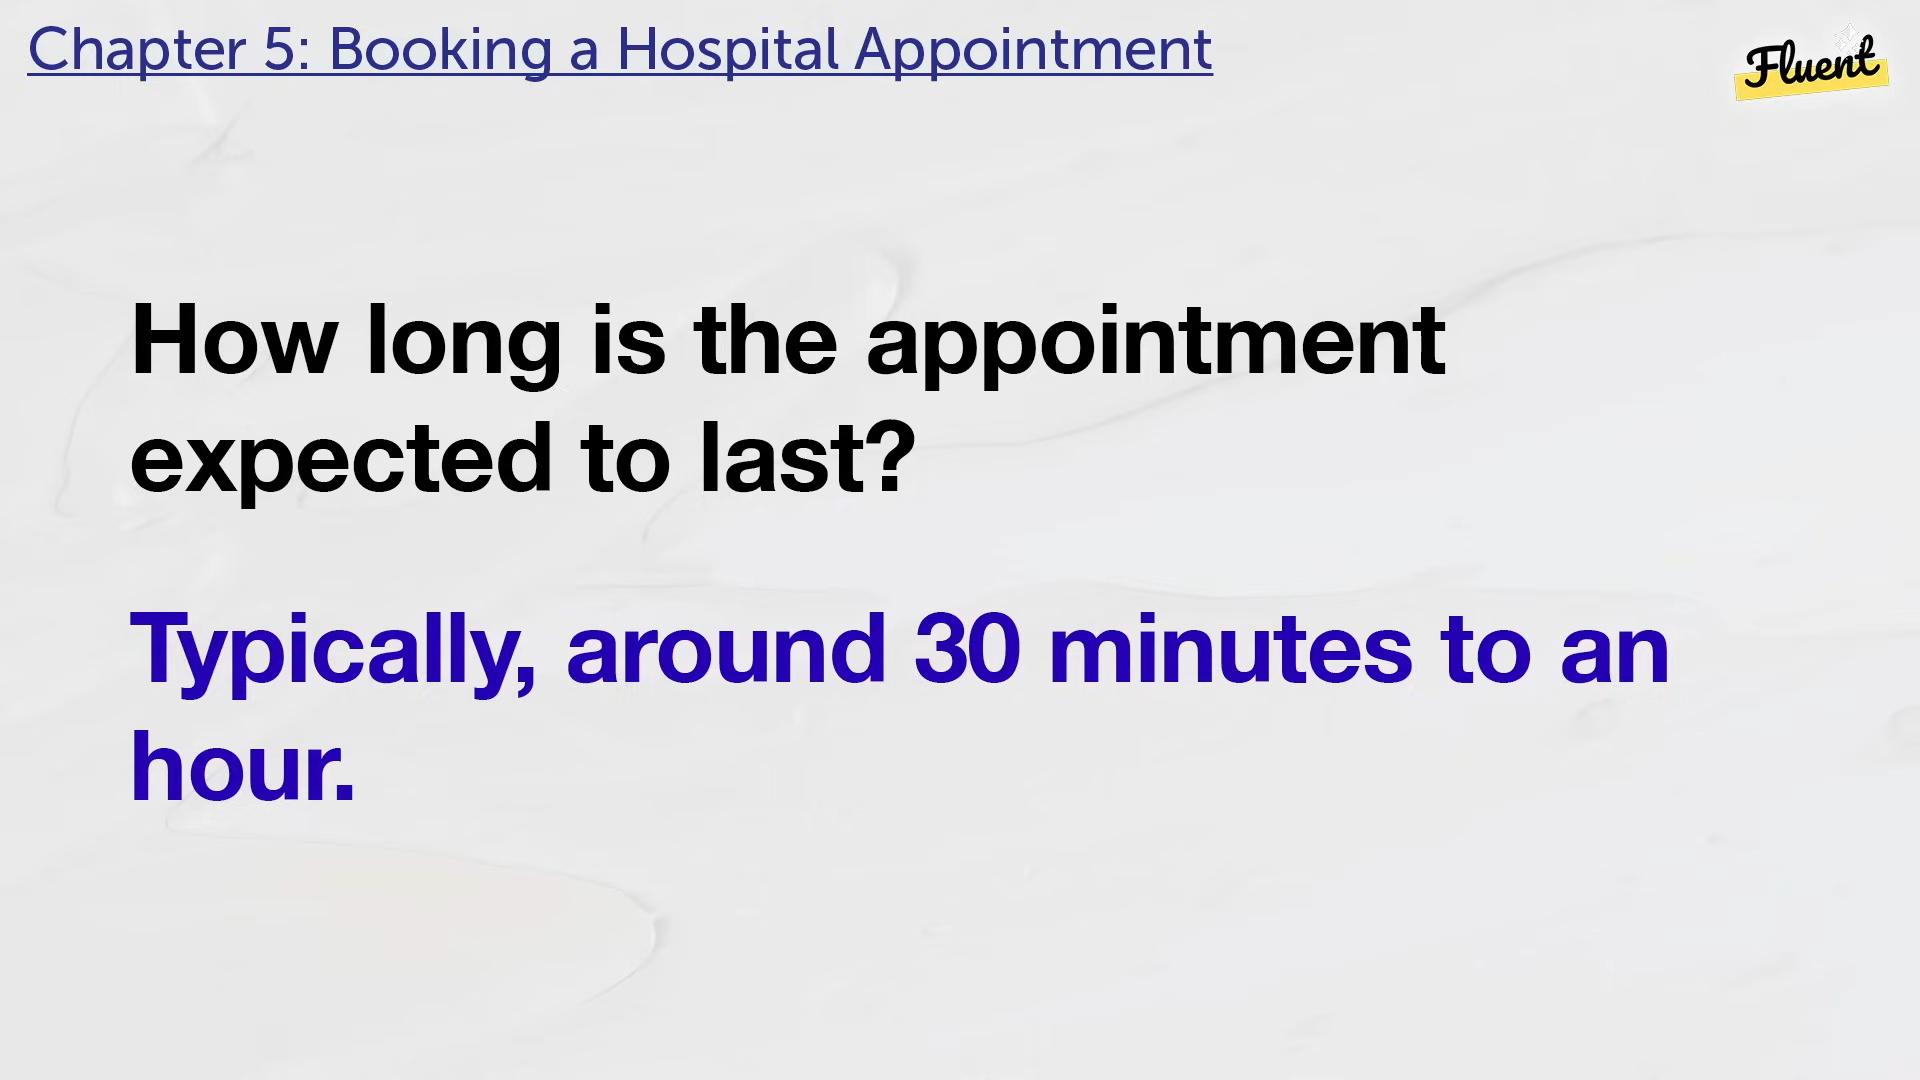 Chapter 5: Booking a Hospital Appointment
Fluent
How long is the appointment
expected to last?
Typically, around 30 minutes to an
hour.